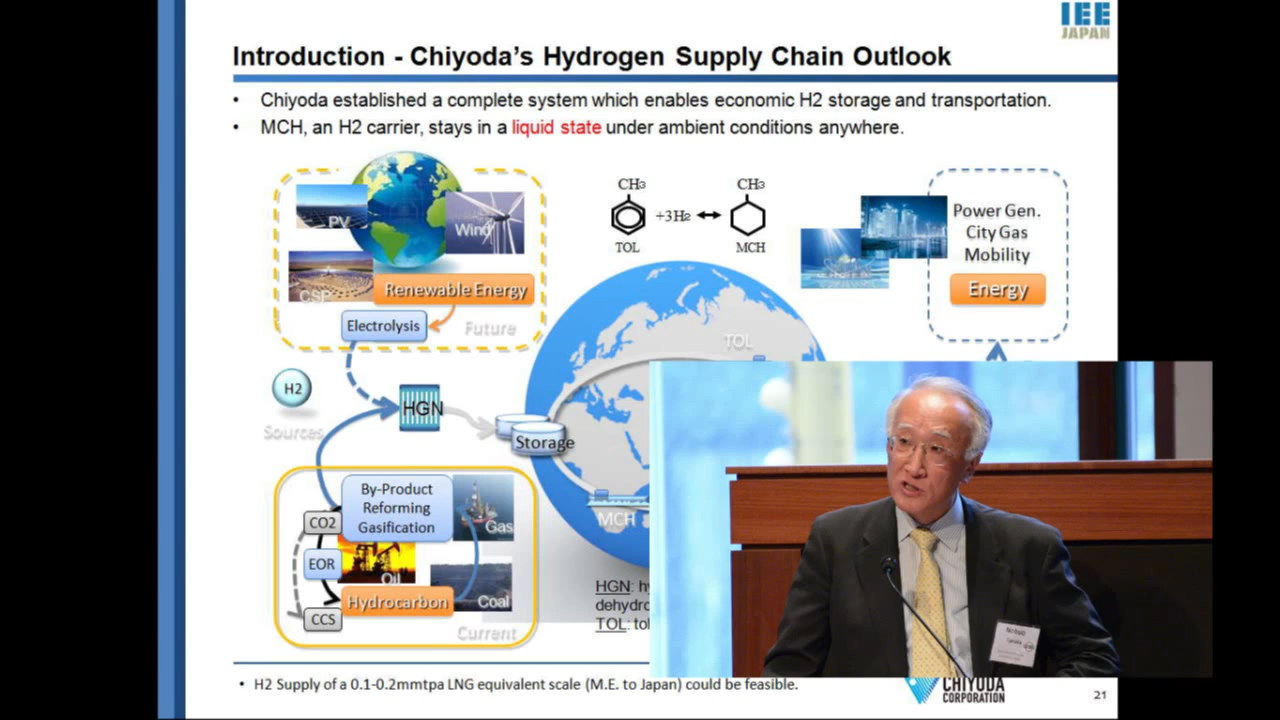 IEE
JAPAN
Introduction - Chiyoda's Hydrogen Supply Chain Outlook
• Chiyoda established a complete system which enables economic H2 storage and transportation.
• MCH, an H2 carrier, stays in a liquid state under ambient conditions anywhere.
CH3 CH3
+3H2
TOL MCH
PV
Wind
CSP
Renewable Energy
Electrolysis
Future
Power Gen.
City Gas
Mobility
Energy
TOL
H2
Sources
HGN
Storage
MCH
By-Product
Reforming
Gasification
Gas
CO2
EOR
Oil
CCS
Hydrocarbon
Coal
Current
HGN: hy
dehydro
TOL: tol
• H2 Supply of a 0.1-0.2mmtpa LNG equivalent scale (M.E. to Japan) could be feasible.
CHIYODA
CORPORATION
21